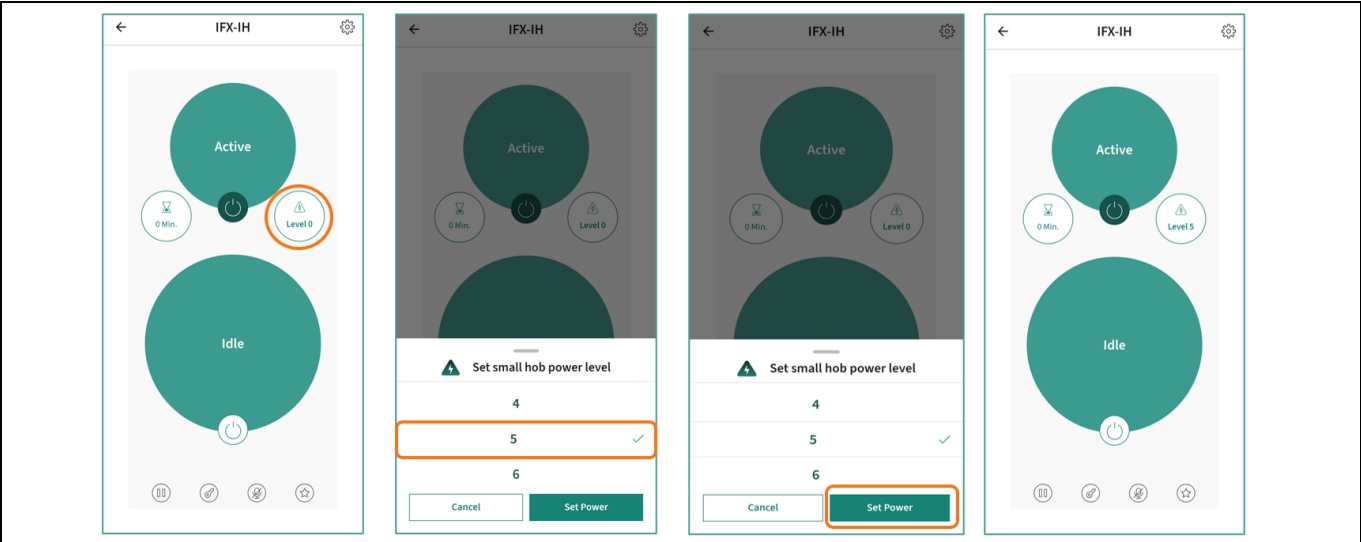 IFX-IH
Active
0 Min.
Level 0
Idle
IFX-IH
Active
0 Min.
Level 0
Set small hob power level
4
5
6
Cancel
Set Power
IFX-IH
Active
0 Min.
Level 0
Set small hob power level
4
5
6
Cancel
Set Power
IFX-IH
Active
0 Min.
Level 5
Idle